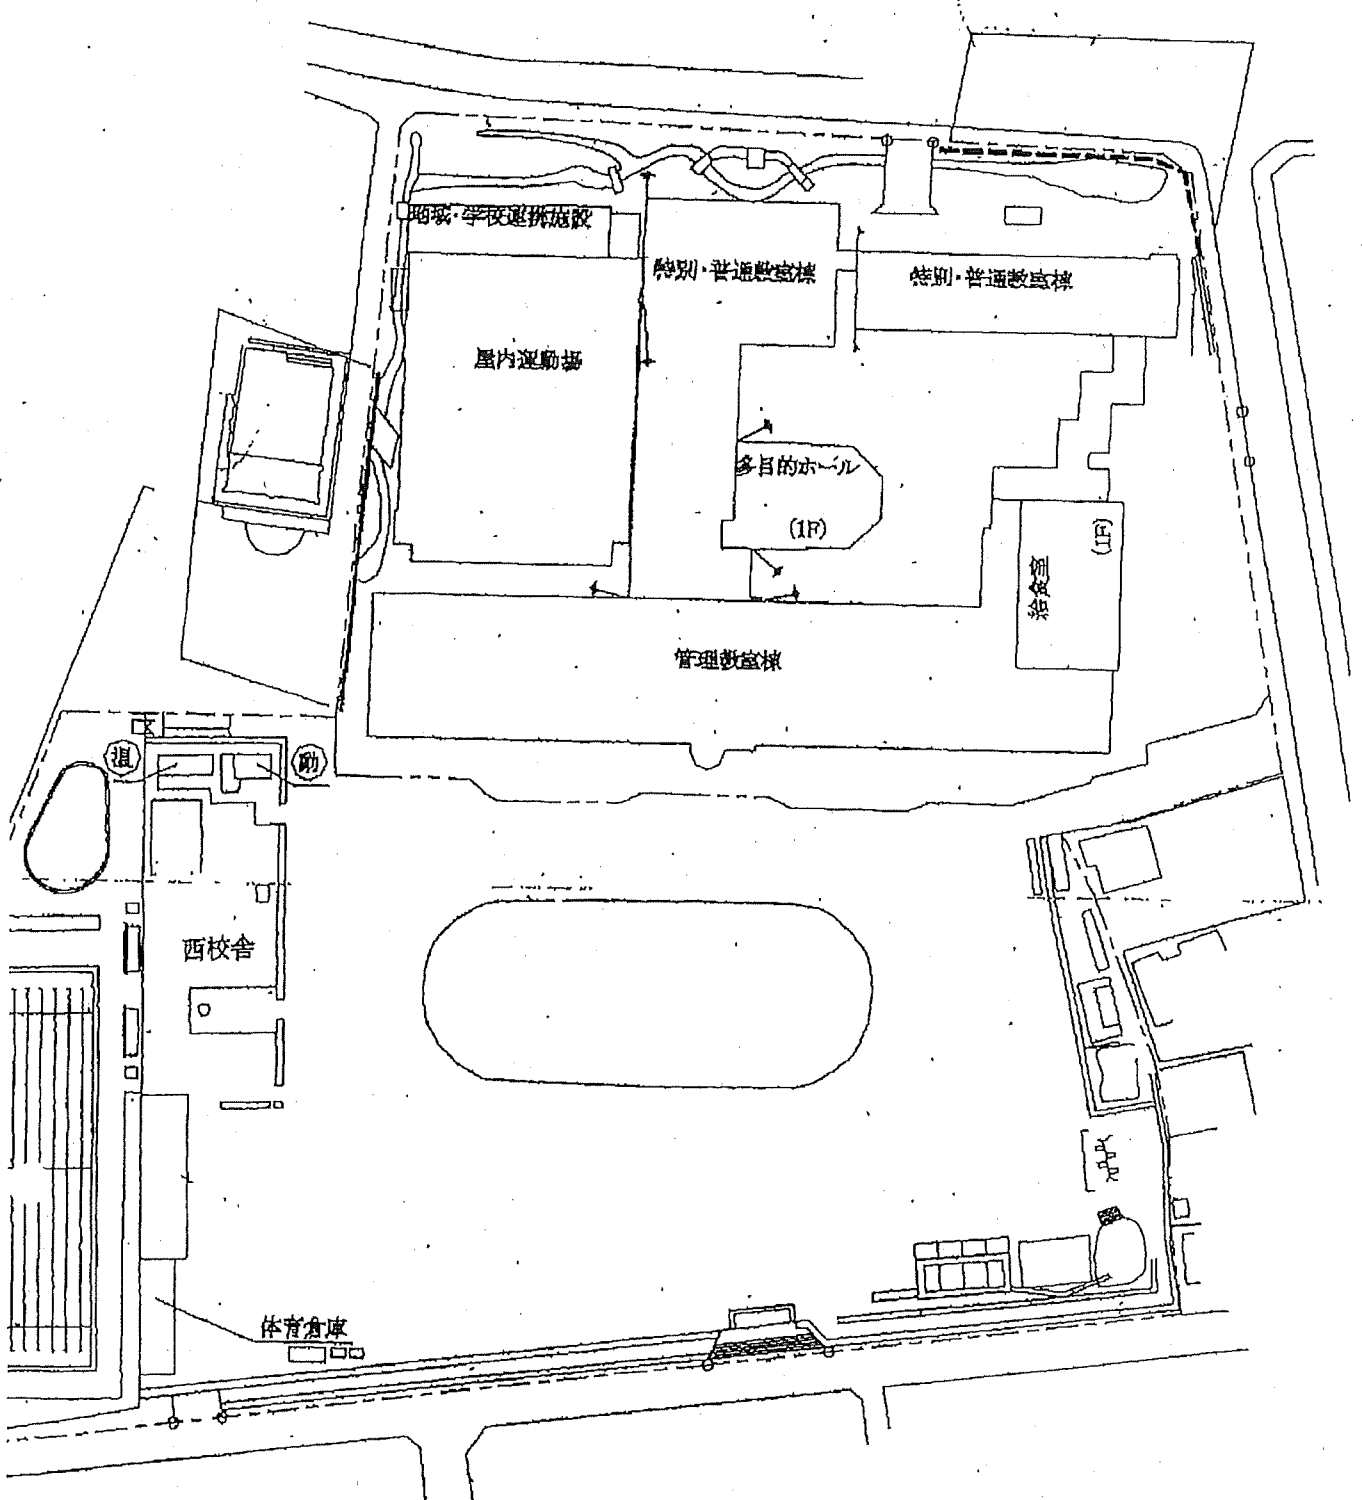 地域・学校連携施設
特別・普通教室棟
特別・普通教室棟
屋内運動場
多目的ホール
(1F)
(1F)
給食室
管理教室棟
西校舎
体育倉庫